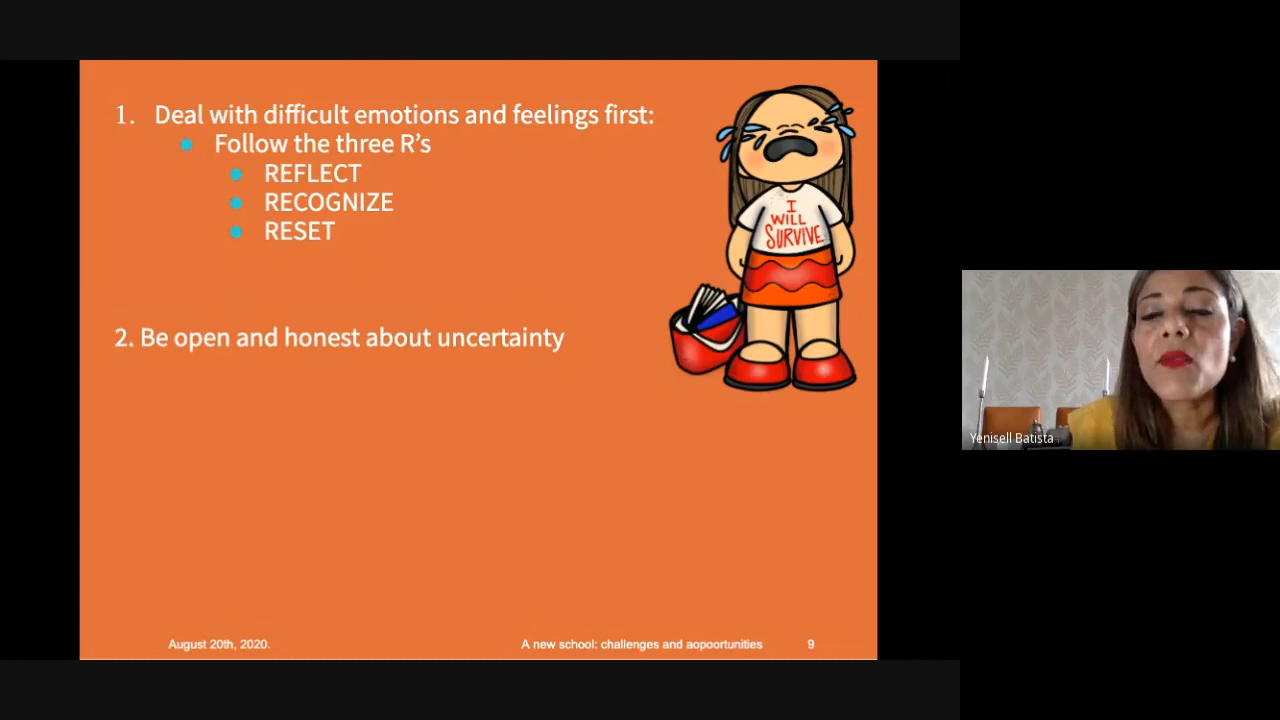 1. Deal with difficult emotions and feelings first:
Follow the three R’s
REFLECT
RECOGNIZE
RESET
I
WILL
SURVIVE
2. Be open and honest about uncertainty
Yenisell Batista
August 20th, 2020.
A new school: challenges and aopoortunities
9